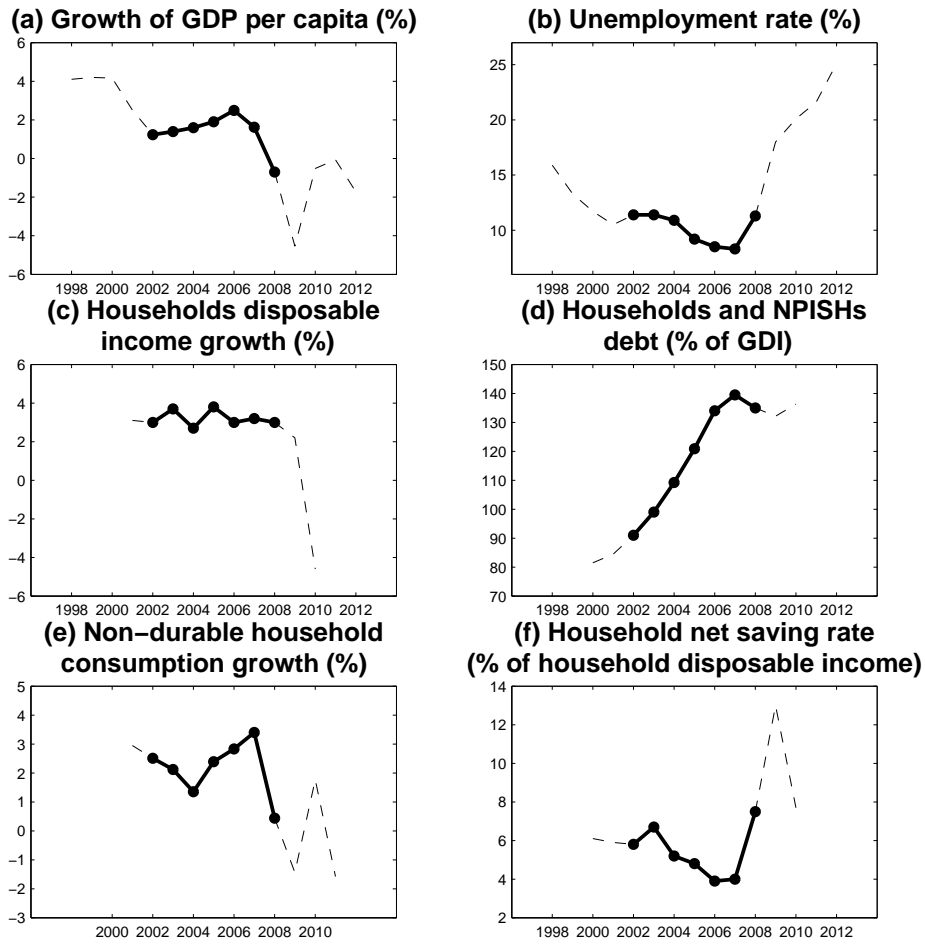 (a) Growth of GDP per capita (%)
6
4
2
0
−2
−4
−6
1998 2000 2002 2004 2006 2008 2010 2012
(b) Unemployment rate (%)
25
20
15
10
1998 2000 2002 2004 2006 2008 2010 2012
(c) Households disposable
income growth (%)
6
4
2
0
−2
−4
−6
1998 2000 2002 2004 2006 2008 2010 2012
(d) Households and NPISHs
debt (% of GDI)
150
140
130
120
110
100
90
80
70
1998 2000 2002 2004 2006 2008 2010 2012
(e) Non−durable household
consumption growth (%)
5
4
3
2
1
0
−1
−2
−3
2000 2002 2004 2006 2008 2010
(f) Household net saving rate
(% of household disposable income)
14
12
10
8
6
4
2
1998 2000 2002 2004 2006 2008 2010 2012